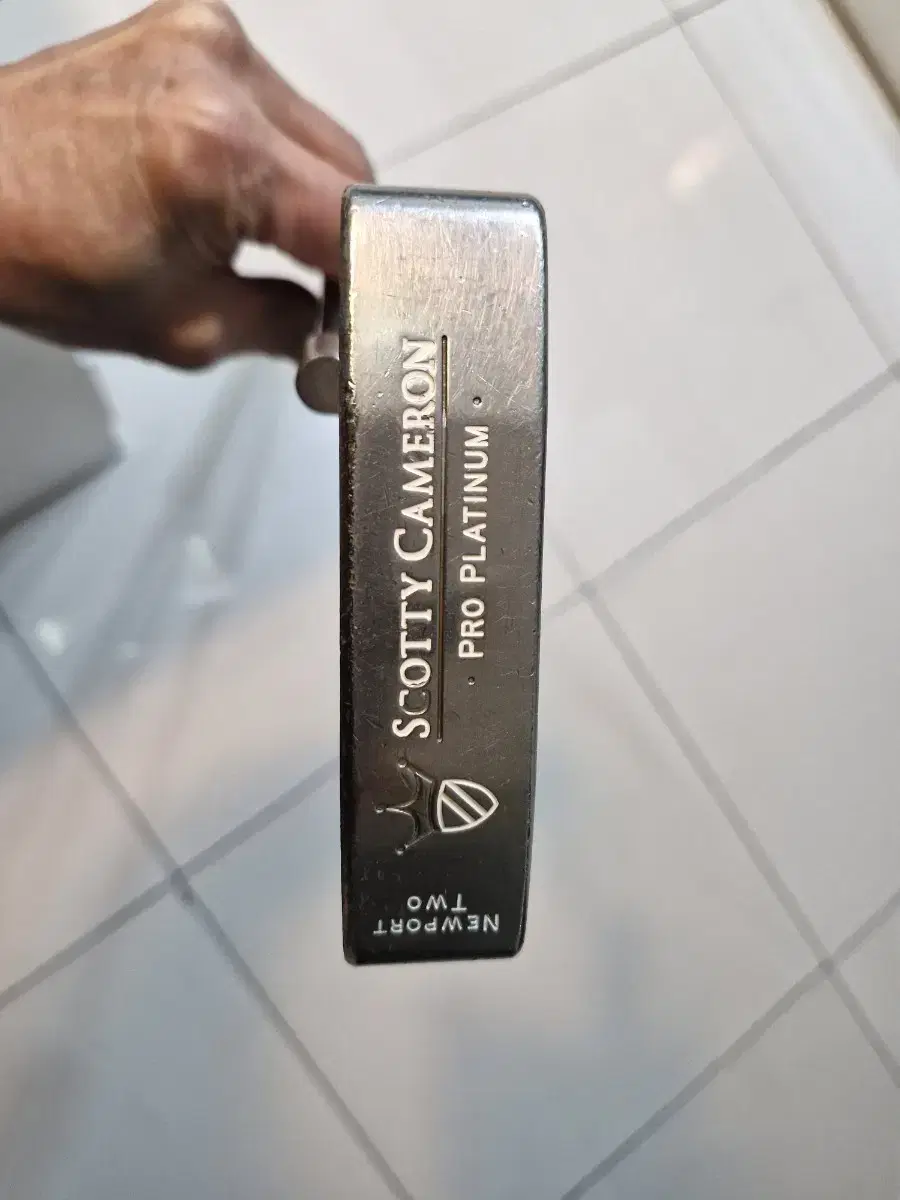 SCOTTY CAMERON
· PRO PLATINUM ·
NEWPORT
TWO